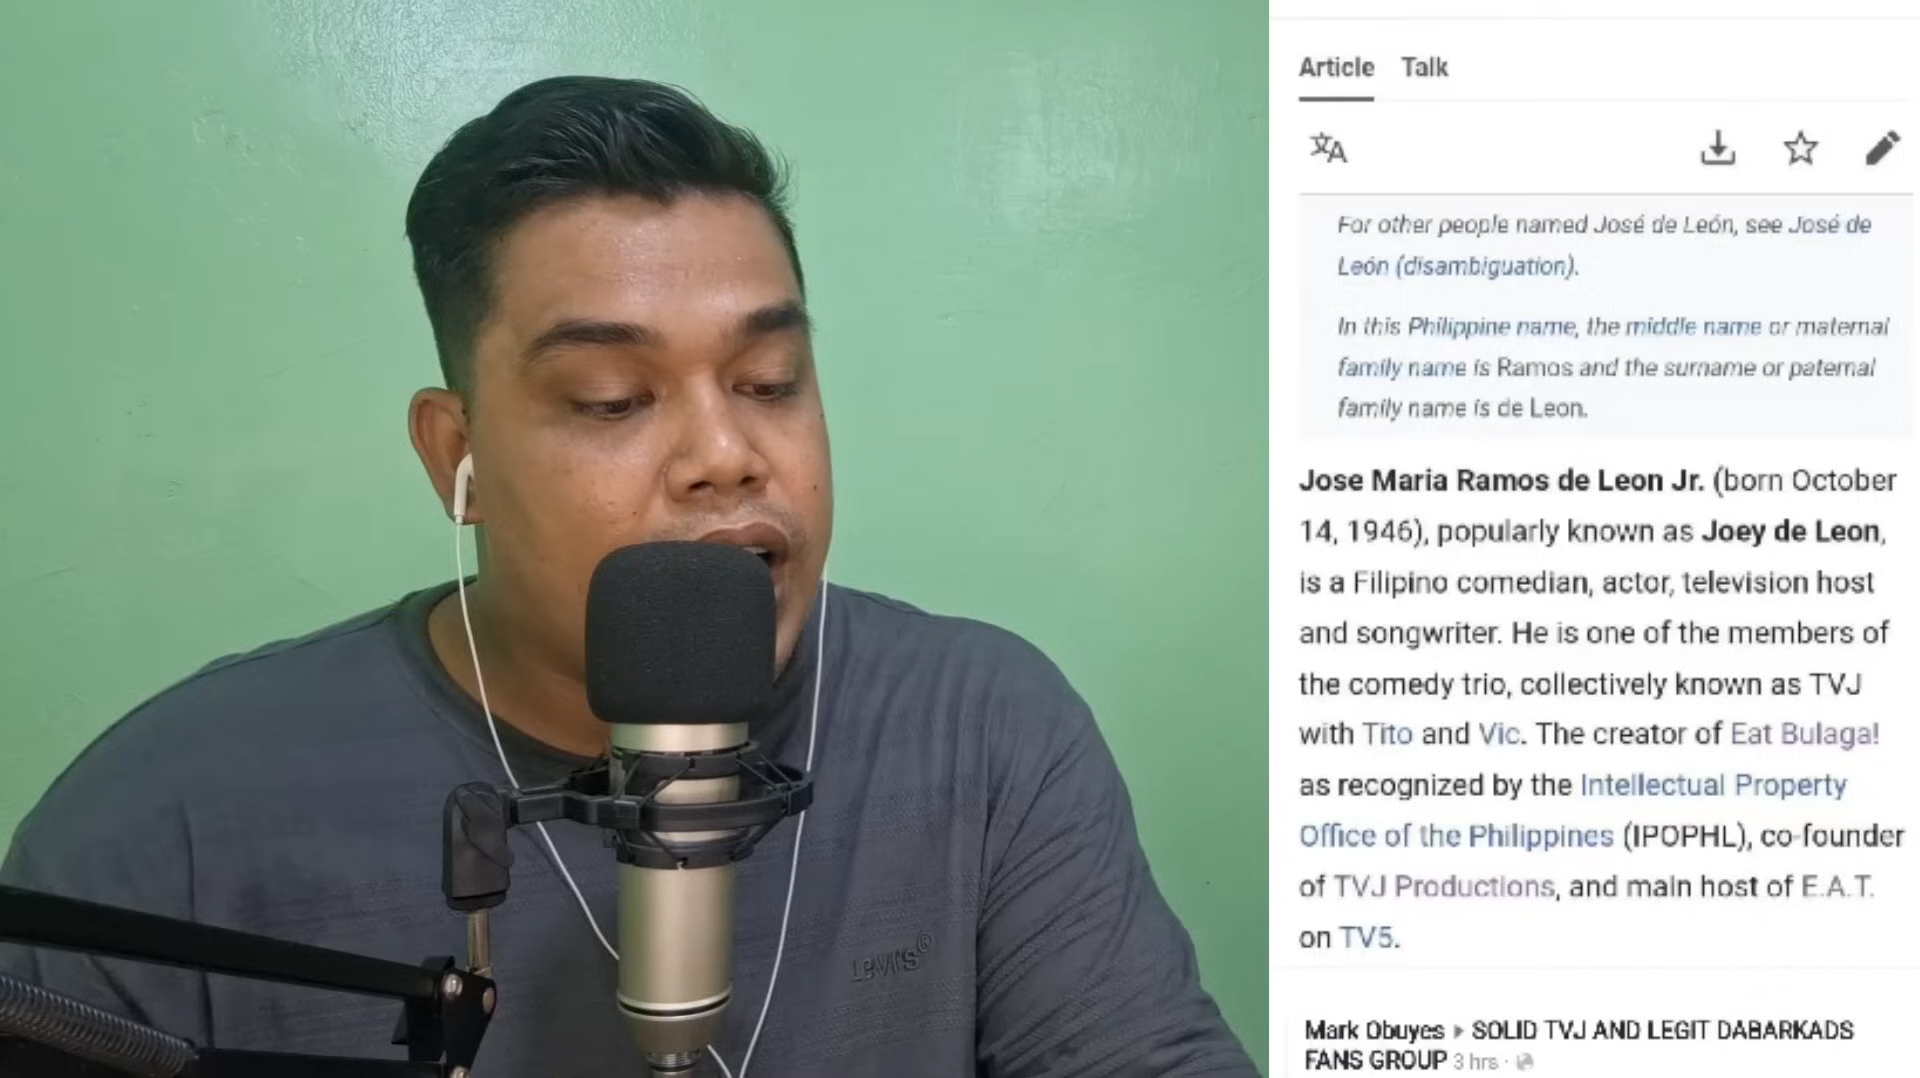 Article Talk
For other people named José de León, see José de
León (disambiguation).
In this Philippine name, the middle name or maternal
family name is Ramos and the surname or paternal
family name is de Leon.
Jose Maria Ramos de Leon Jr. (born October
14, 1946), popularly known as Joey de Leon,
is a Filipino comedian, actor, television host
and songwriter. He is one of the members of
the comedy trio, collectively known as TVJ
with Tito and Vic. The creator of Eat Bulaga!
as recognized by the Intellectual Property
Office of the Philippines (IPOPHL), co-founder
of TVJ Productions, and main host of E.A.T.
on TV5.
Mark Obuyes ▸ SOLID TVJ AND LEGIT DABARKADS
FANS GROUP 3 hrs ·
Levi's®